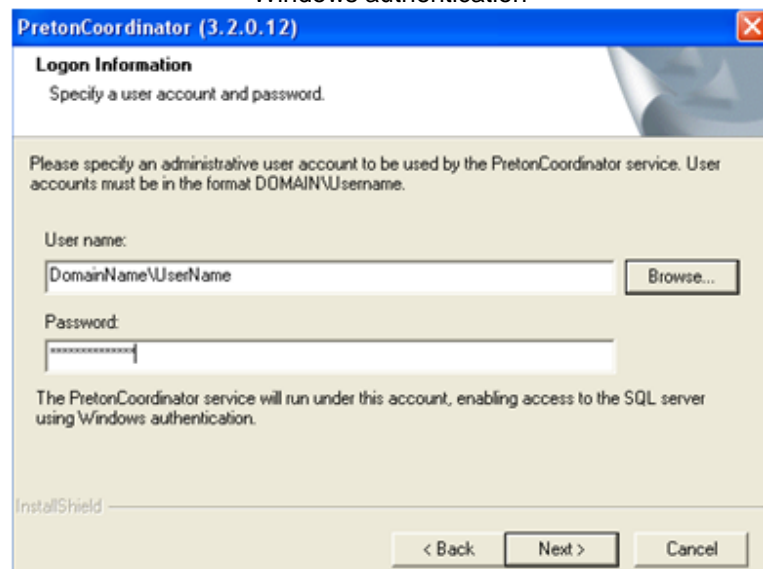 Windows authentication
PretonCoordinator (3.2.0.12)
Logon Information
Specify a user account and password.
Please specify an administrative user account to be used by the PretonCoordinator service. User
accounts must be in the format DOMAIN\Username.
User name:
DomainName\UserName
Browse...
Password:
**************
The PretonCoordinator service will run under this account, enabling access to the SQL server
using Windows authentication.
InstallShield
< Back
Next >
Cancel